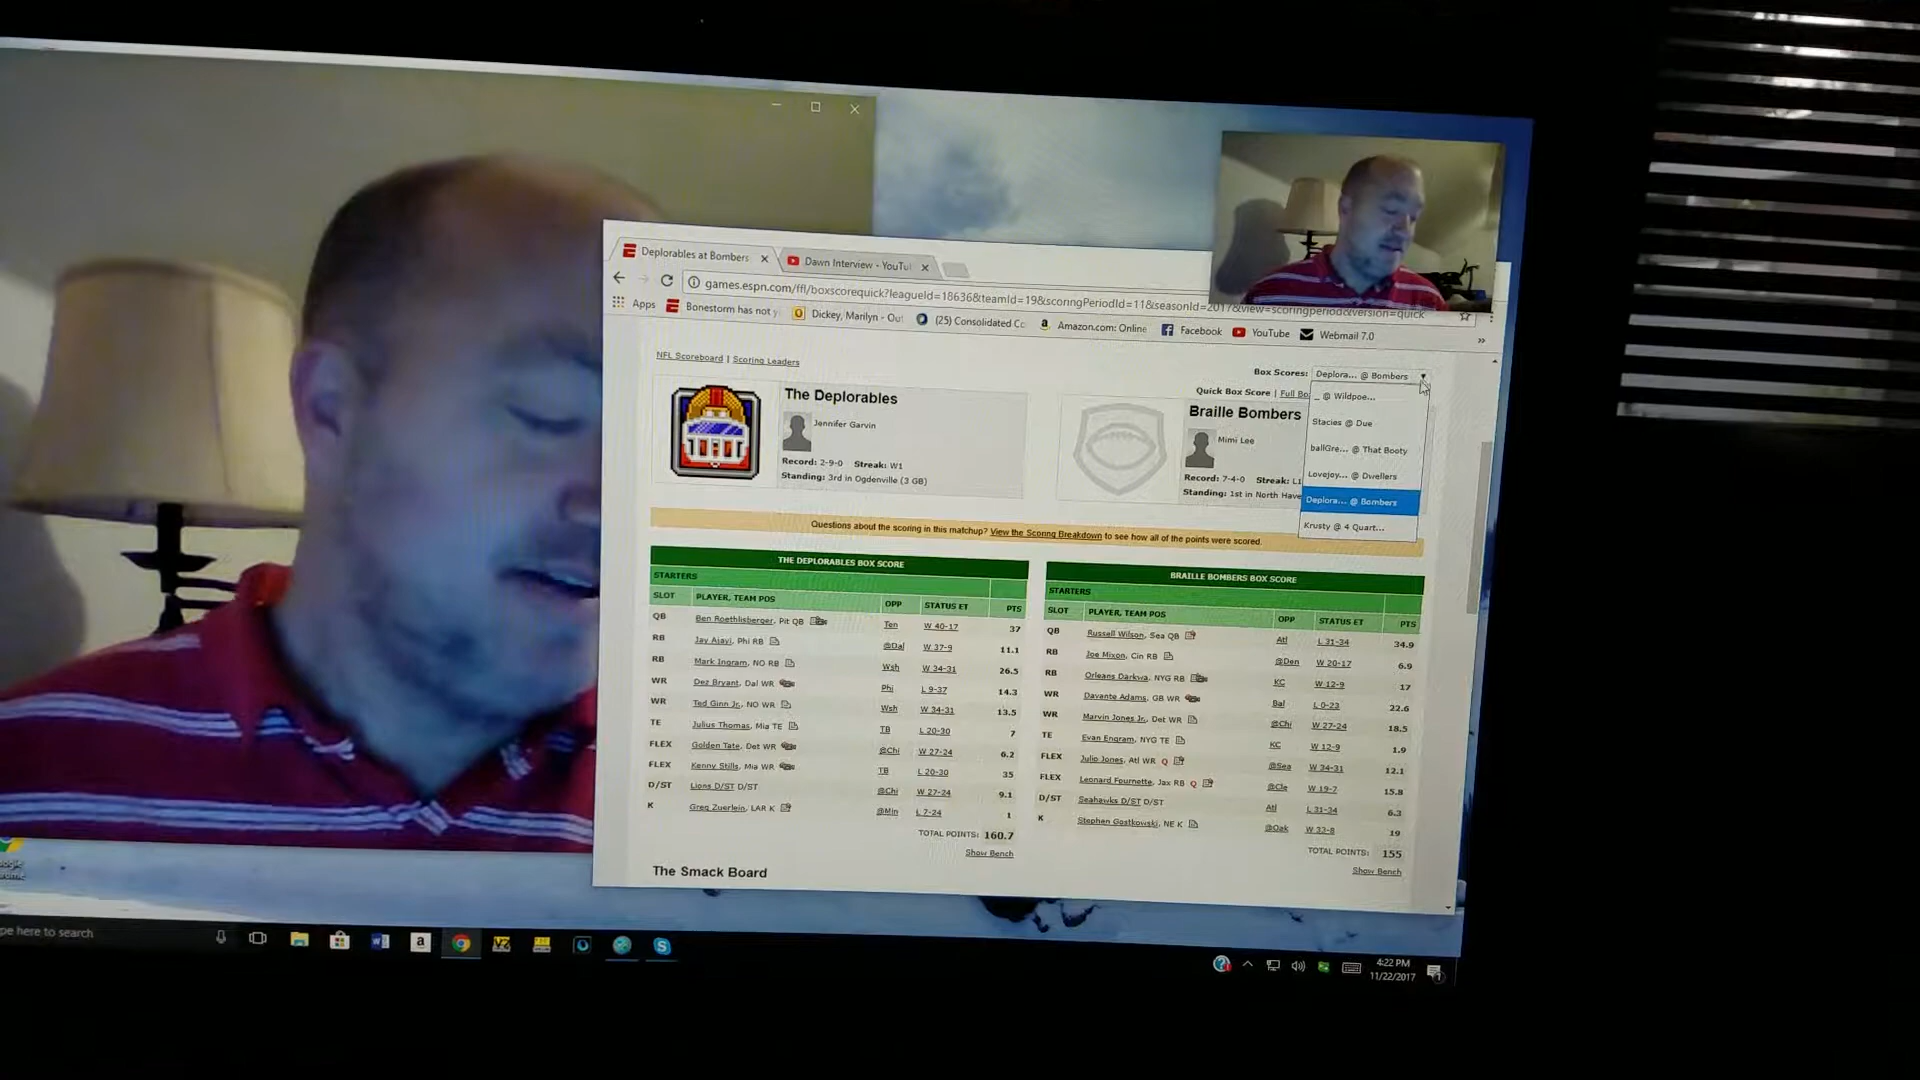 Deplorables at Bombers
Dawn Interview - YouTu
games.espn.com/ffl/boxscorequick?leagueId=18636&teamId=19&scoringPeriodId=11&seasonId=2017&view=scoringperiod&version=quick
Apps Bonestorm has not y Dickey, Marilyn - Out (25) Consolidated Co Amazon.com: Online Facebook YouTube Webmail 7.0 »
NFL Scoreboard | Scoring Leaders
Box Scores: Deplora... @ Bombers
Quick Box Score | Full Bo
_ @ Wildpoe...
Stacies @ Due
ballGre... @ That Booty
Lovejoy... @ Dwellers
Deplora... @ Bombers
Krusty @ 4 Quart...
The Deplorables
Jennifer Garvin
Record: 2-9-0 Streak: W1
Standing: 3rd in Ogdenville (3 GB)
Braille Bombers
Mimi Lee
Record: 7-4-0 Streak: L1
Standing: 1st in North Have
Questions about the scoring in this matchup? View the Scoring Breakdown to see how all of the points were scored.
THE DEPLORABLES BOX SCORE
STARTERS
SLOT PLAYER, TEAM POS OPP STATUS ET PTS
QB Ben Roethlisberger, Pit QB Ten W 40-17 37
RB Jay Ajayi, Phi RB @Dal W 37-9 11.1
RB Mark Ingram, NO RB Wsh W 34-31 26.5
WR Dez Bryant, Dal WR Phi L 9-37 14.3
WR Ted Ginn Jr., NO WR Wsh W 34-31 13.5
TE Julius Thomas, Mia TE TB L 20-30 7
FLEX Golden Tate, Det WR @Chi W 27-24 6.2
FLEX Kenny Stills, Mia WR TB L 20-30 35
D/ST Lions D/ST D/ST @Chi W 27-24 9.1
K Greg Zuerlein, LAR K @Min L 7-24 1
TOTAL POINTS: 160.7
Show Bench
BRAILLE BOMBERS BOX SCORE
STARTERS
SLOT PLAYER, TEAM POS OPP STATUS ET PTS
QB Russell Wilson, Sea QB Atl L 31-34 34.9
RB Joe Mixon, Cin RB @Den W 20-17 6.9
RB Orleans Darkwa, NYG RB KC W 12-9 17
WR Davante Adams, GB WR Bal L 0-23 22.6
WR Marvin Jones Jr., Det WR @Chi W 27-24 18.5
TE Evan Engram, NYG TE KC W 12-9 1.9
FLEX Julio Jones, Atl WR Q @Sea W 34-31 12.1
FLEX Leonard Fournette, Jax RB Q @Cle W 19-7 15.8
D/ST Seahawks D/ST D/ST Atl L 31-34 6.3
K Stephen Gostkowski, NE K @Oak W 33-8 19
TOTAL POINTS: 155
Show Bench
The Smack Board
pe here to search
4:22 PM
11/22/2017